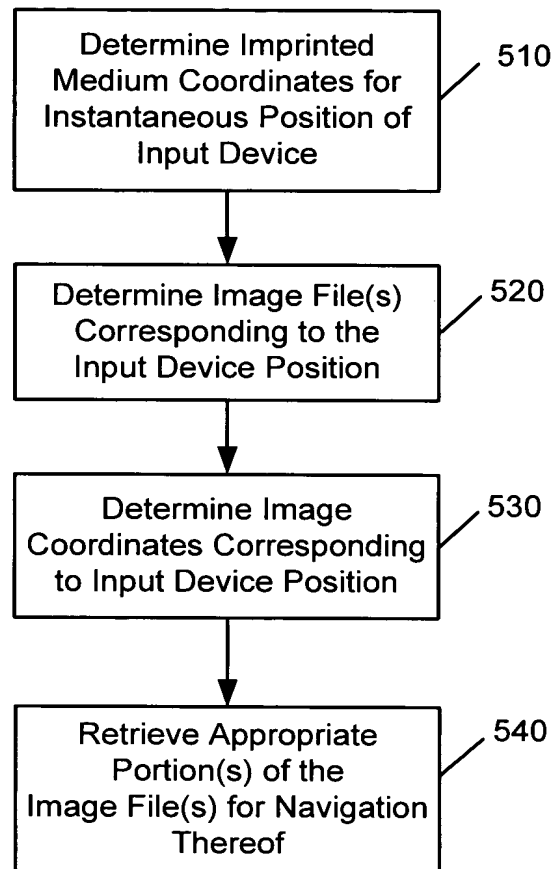 Determine Imprinted
Medium Coordinates for
Instantaneous Position of
Input Device
510
Determine Image File(s)
Corresponding to the
Input Device Position
520
Determine Image
Coordinates Corresponding
to Input Device Position
530
Retrieve Appropriate
Portion(s) of the
Image File(s) for Navigation
Thereof
540